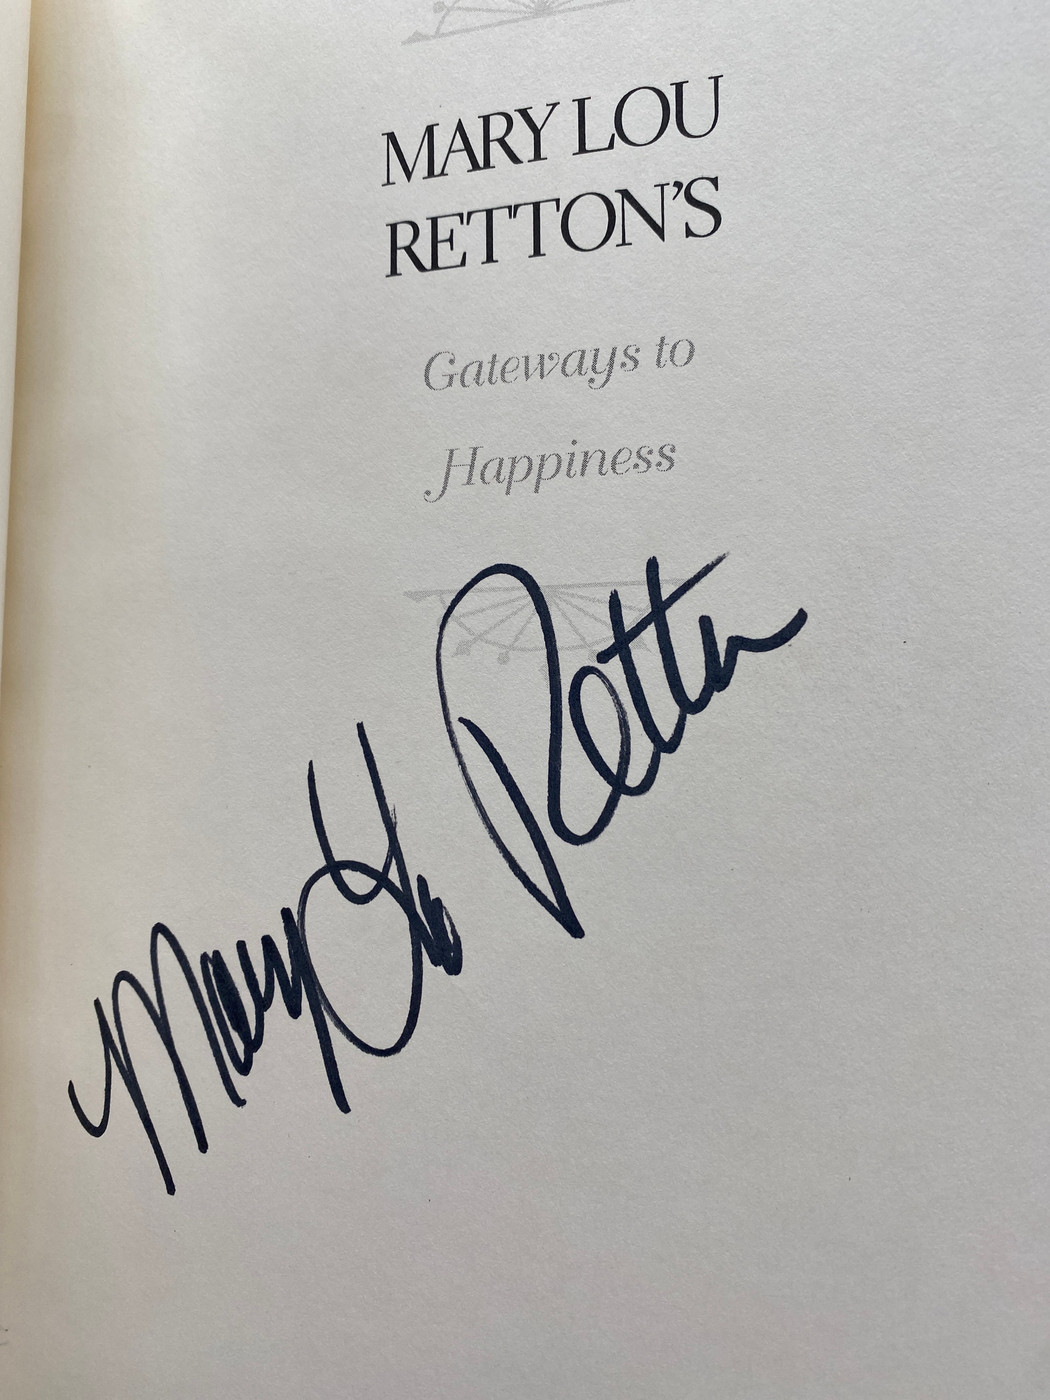 MARY LOU
RETTON'S
Gateways to
Happiness
Mary Lou Retton